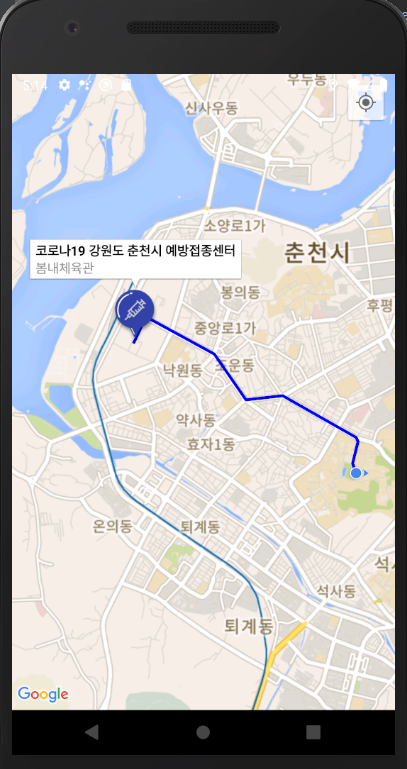 5:14
우두동
신사우동
소양로1가
코로나19 강원도 춘천시 예방접종센터
봄내체육관
춘천시
봉의동
후평
중앙로1가
낙원동
운동
약사동
효자1동
온의동
퇴계동
석
석사동
퇴계동
Google